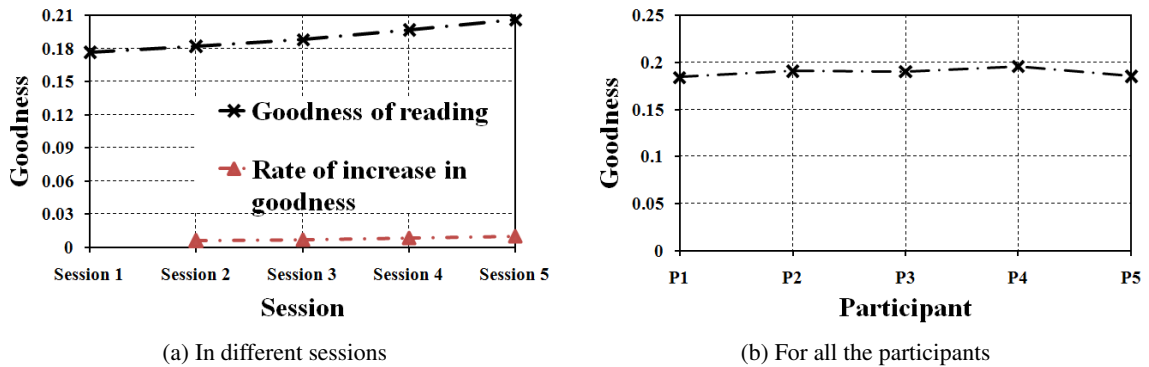 0.21
0.18
0.15
0.12
0.09
0.06
0.03
0
Goodness
Goodness of reading
Rate of increase in
goodness
Session 1 Session 2 Session 3 Session 4 Session 5
Session
(a) In different sessions
0.25
0.2
0.15
0.1
0.05
0
Goodness
P1 P2 P3 P4 P5
Participant
(b) For all the participants